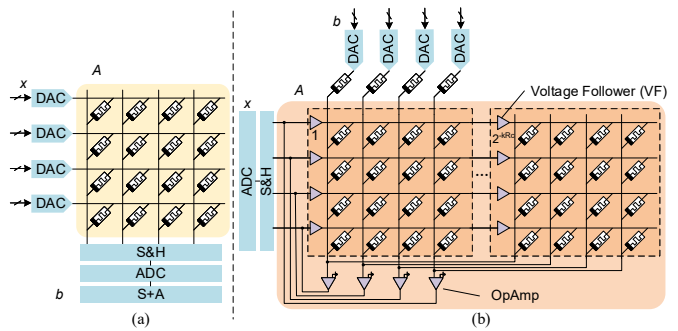 x
A
DAC
DAC
DAC
DAC
S&H
ADC
b
S+A
(a)
b
DAC
DAC
DAC
DAC
x
A
Voltage Follower (VF)
1
2^-kRc
ADC
S&H
...
OpAmp
(b)